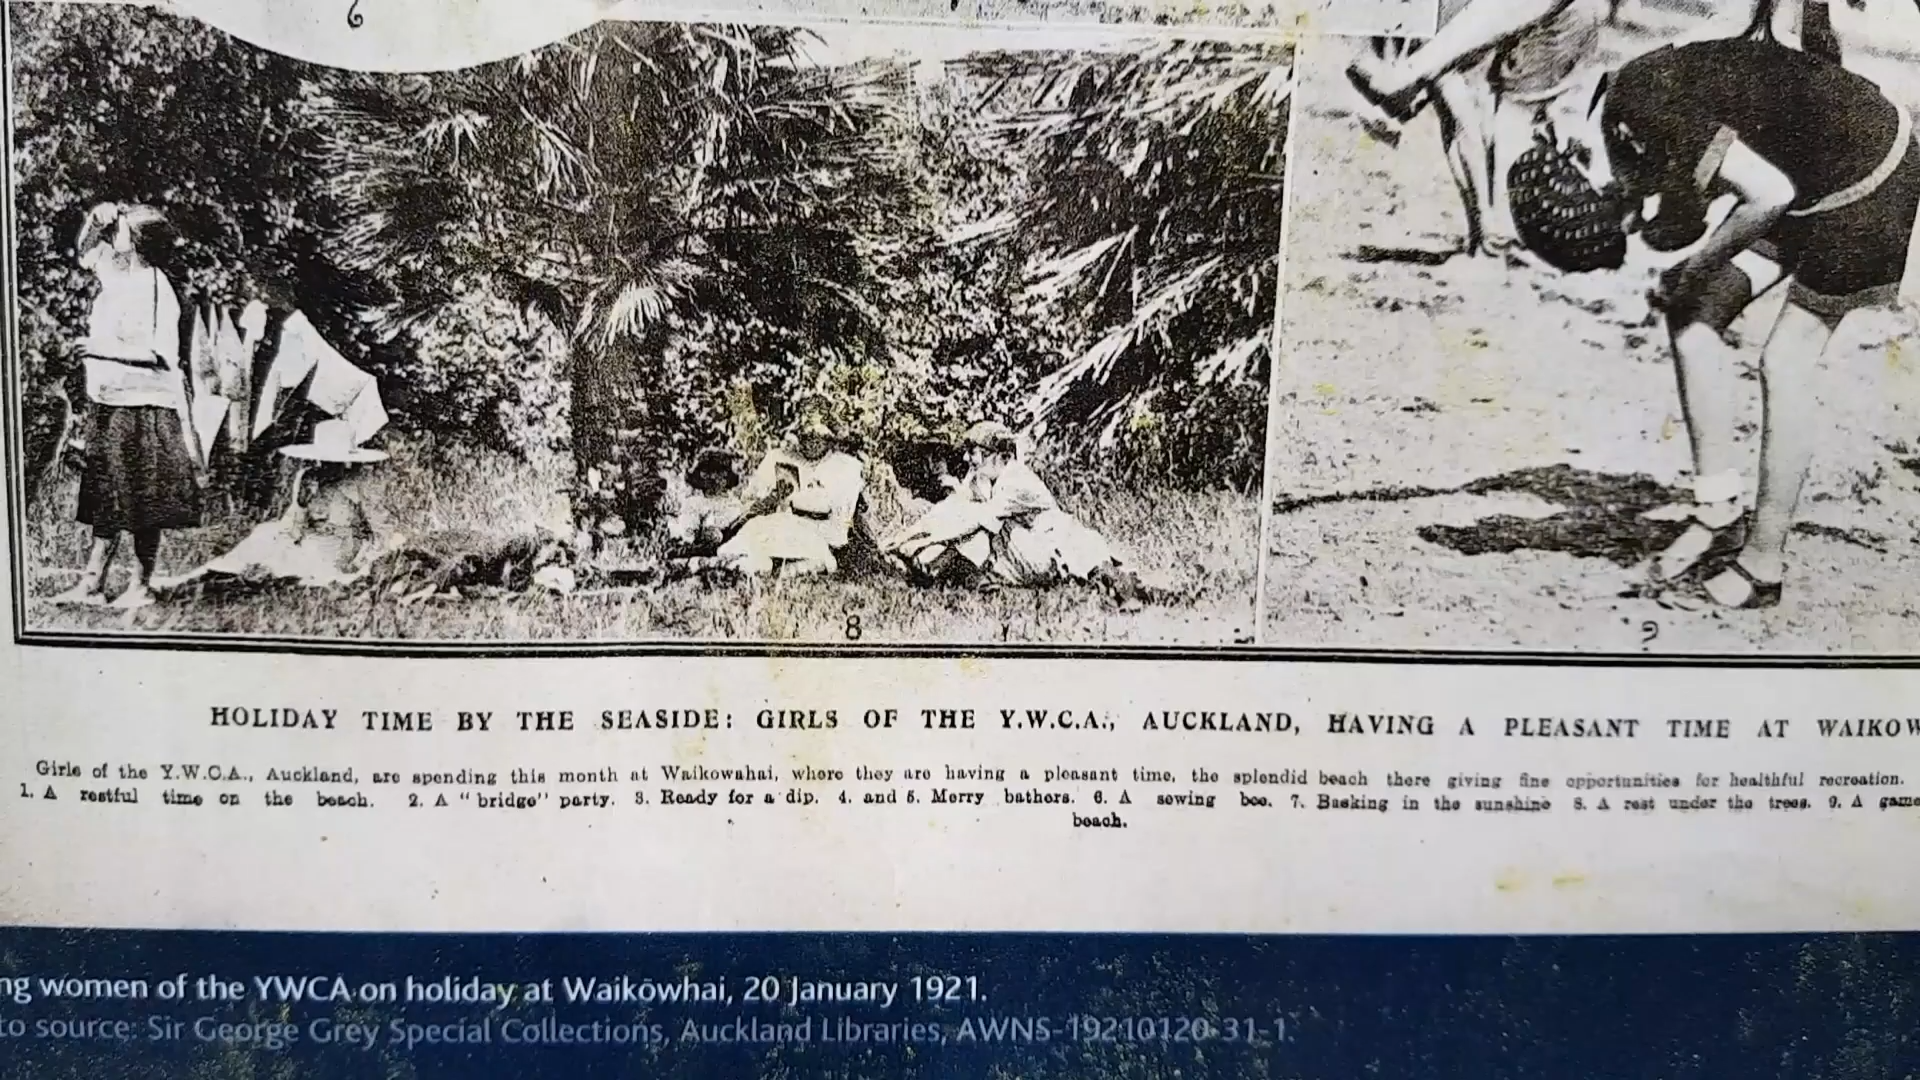 6
8
9
HOLIDAY TIME BY THE SEASIDE: GIRLS OF THE Y.W.C.A., AUCKLAND, HAVING A PLEASANT TIME AT WAIKOW
Girls of the Y.W.C.A., Auckland, are spending this month at Waikowahai, where they are having a pleasant time, the splendid beach there giving fine opportunities for healthful recreation.
1. A restful time on the beach. 2. A "bridge" party. 3. Ready for a dip. 4. and 5. Merry bathers. 6. A sewing bee. 7. Basking in the sunshine 8. A rest under the trees. 9. A game
beach.
ng women of the YWCA on holiday at Waikōwhai, 20 January 1921.
to source: Sir George Grey Special Collections, Auckland Libraries, AWNS-19210120-31-1.